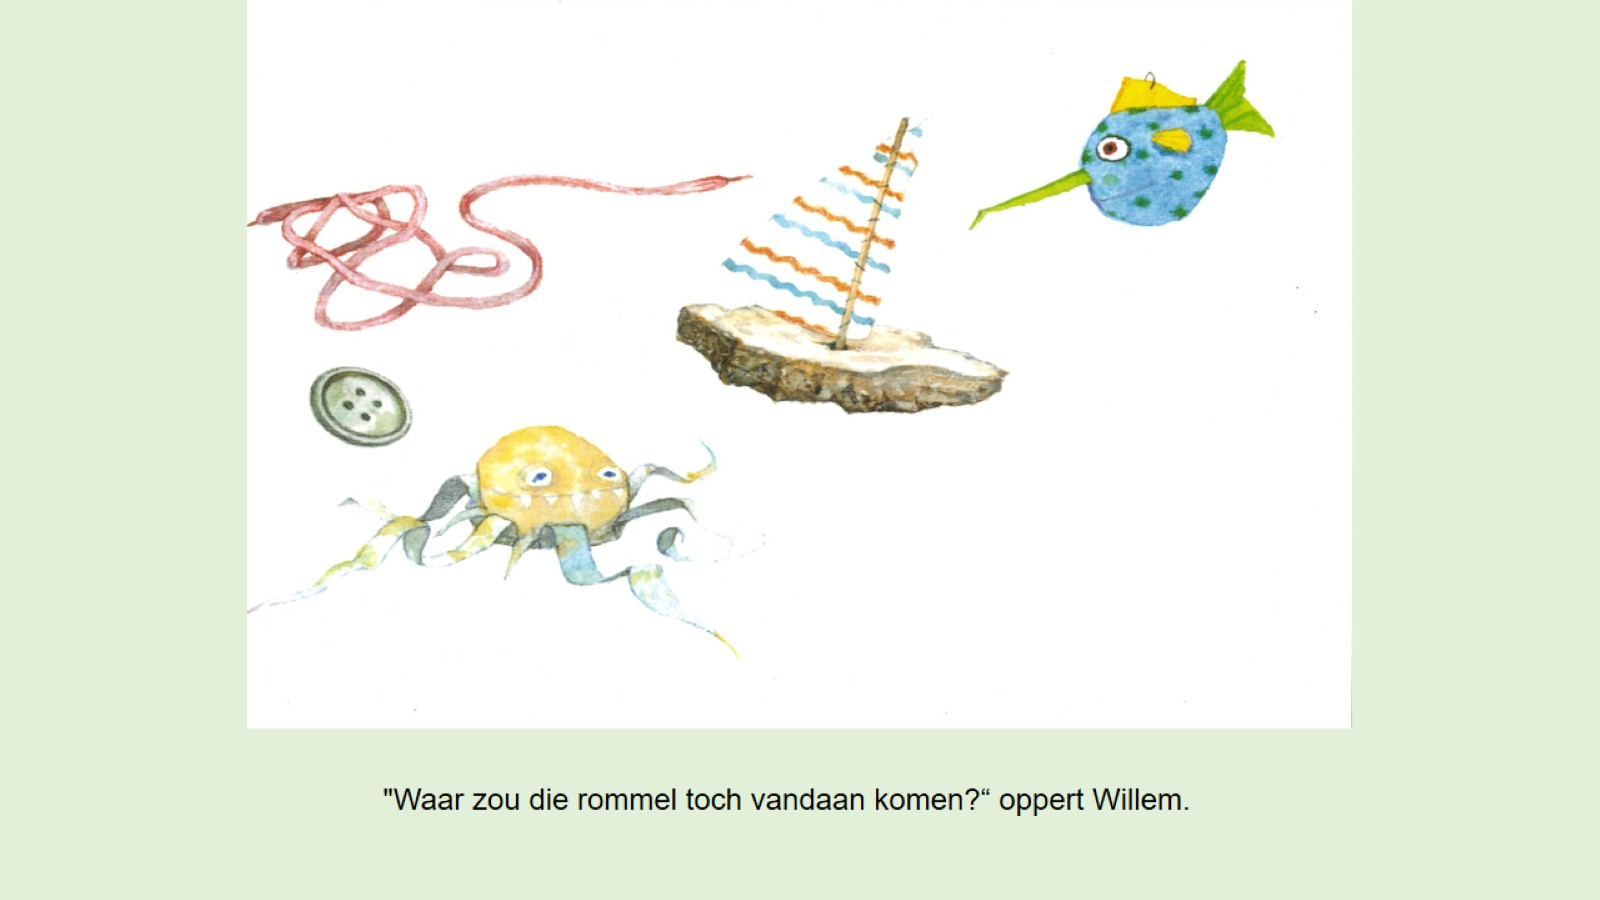 "Waar zou die rommel toch vandaan komen?“ oppert Willem.